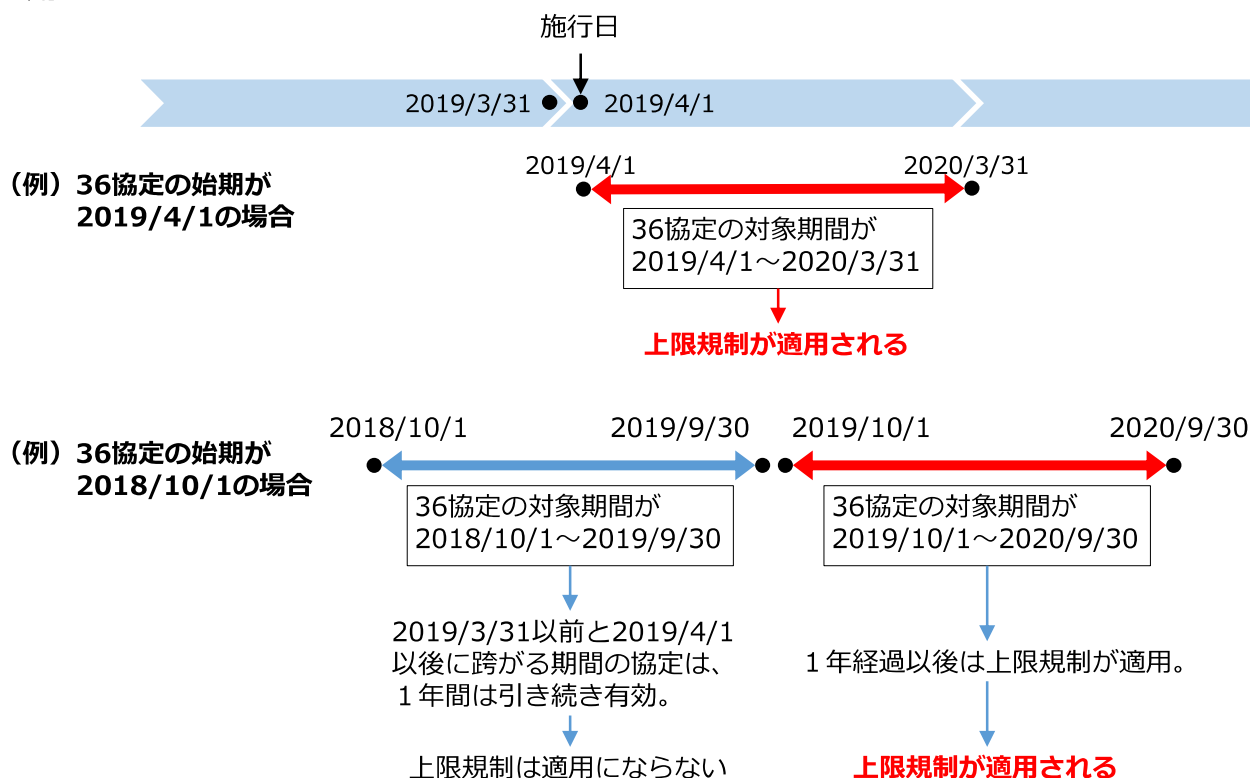 施行日
2019/3/31
2019/4/1
（例）36協定の始期が
2019/4/1の場合
2019/4/1
2020/3/31
36協定の対象期間が
2019/4/1～2020/3/31
上限規制が適用される
（例）36協定の始期が
2018/10/1の場合
2018/10/1
2019/9/30
2019/10/1
2020/9/30
36協定の対象期間が
2018/10/1～2019/9/30
36協定の対象期間が
2019/10/1～2020/9/30
2019/3/31以前と2019/4/1
以後に跨がる期間の協定は、
１年間は引き続き有効。
１年経過以後は上限規制が適用。
上限規制は適用にならない
上限規制が適用される